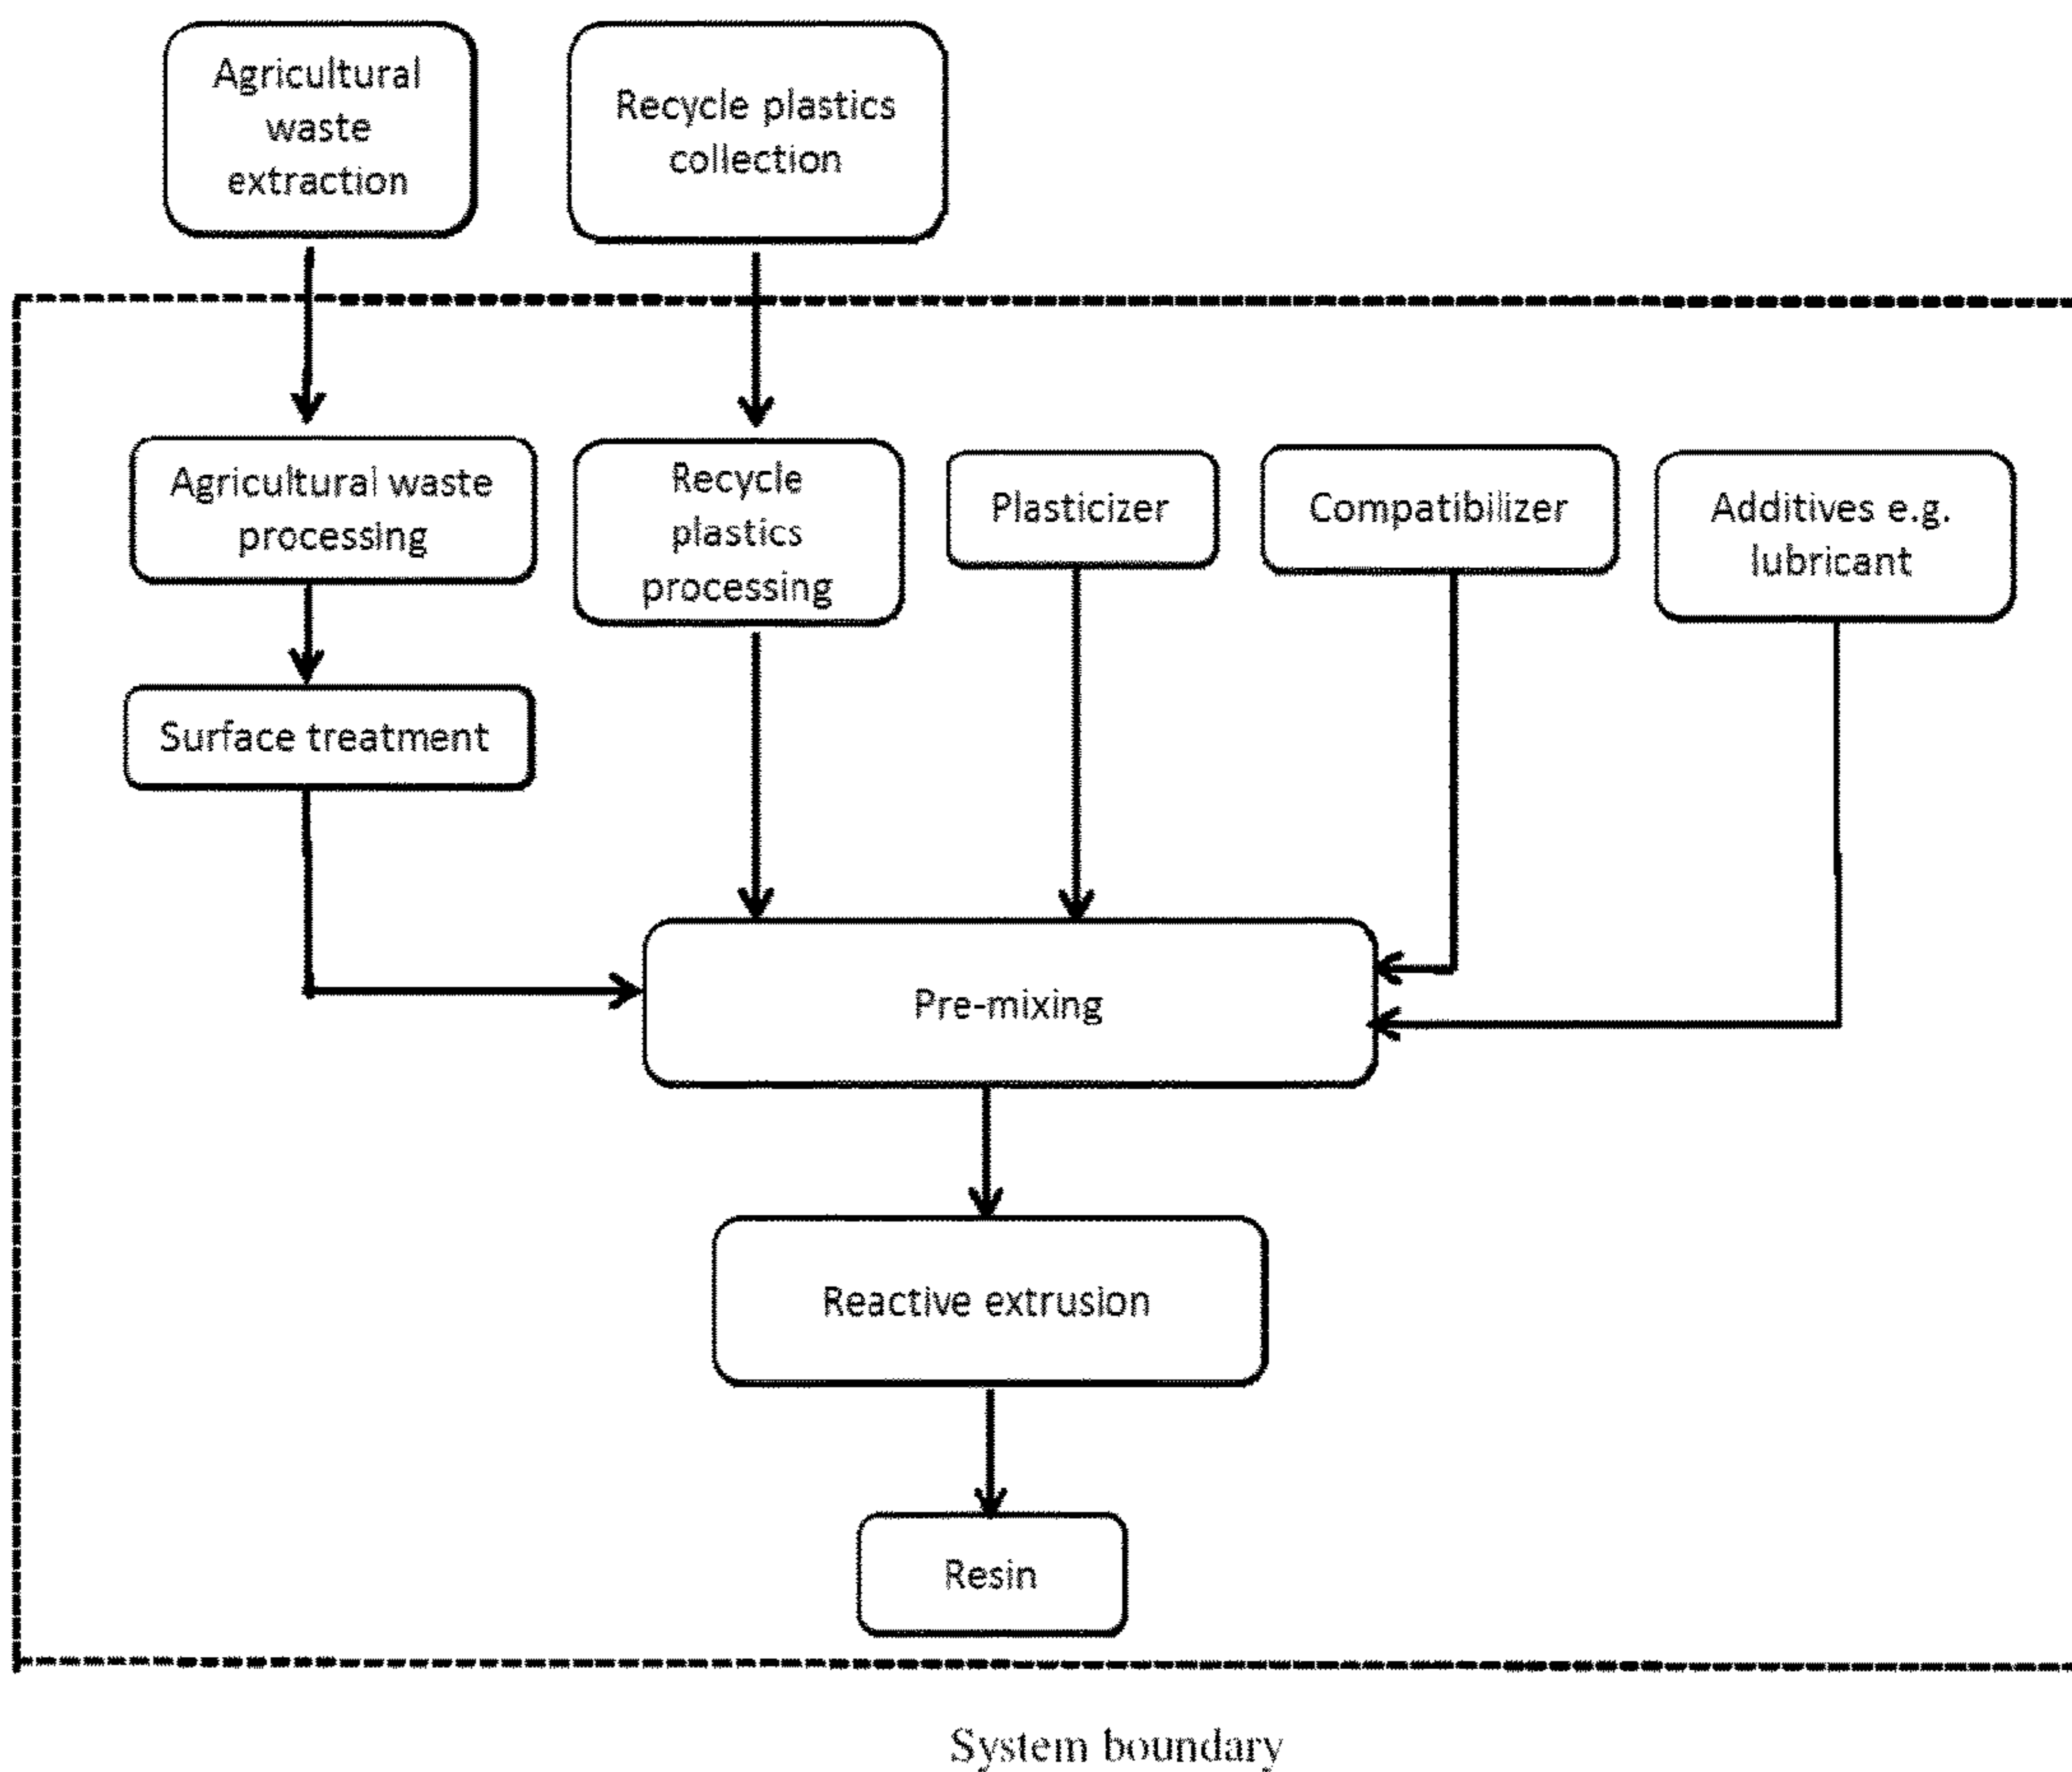 Agricultural
waste
extraction
Recycle plastics
collection
Agricultural waste
processing
Recycle
plastics
processing
Plasticizer
Compatibilizer
Additives e.g.
lubricant
Surface treatment
Pre-mixing
Reactive extrusion
Resin
System boundary